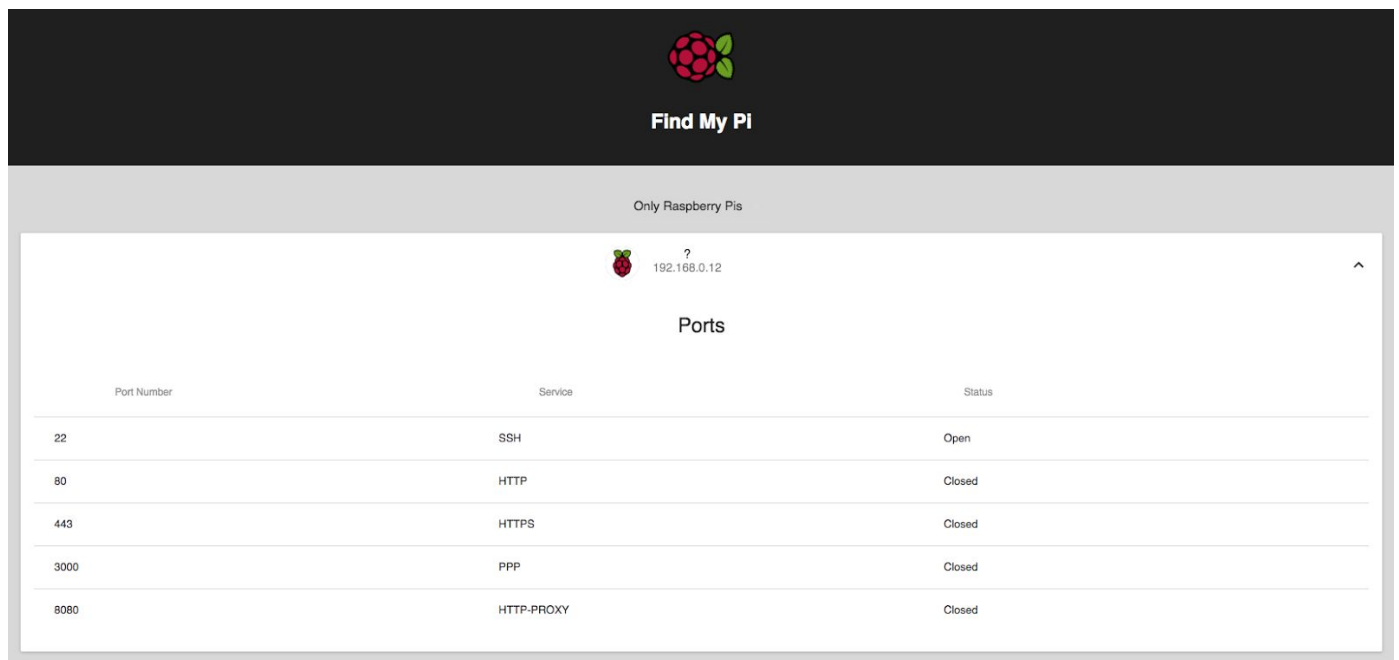 Find My Pi
Only Raspberry Pis
?
192.168.0.12
Ports
Port Number Service Status
22 SSH Open
80 HTTP Closed
443 HTTPS Closed
3000 PPP Closed
8080 HTTP-PROXY Closed